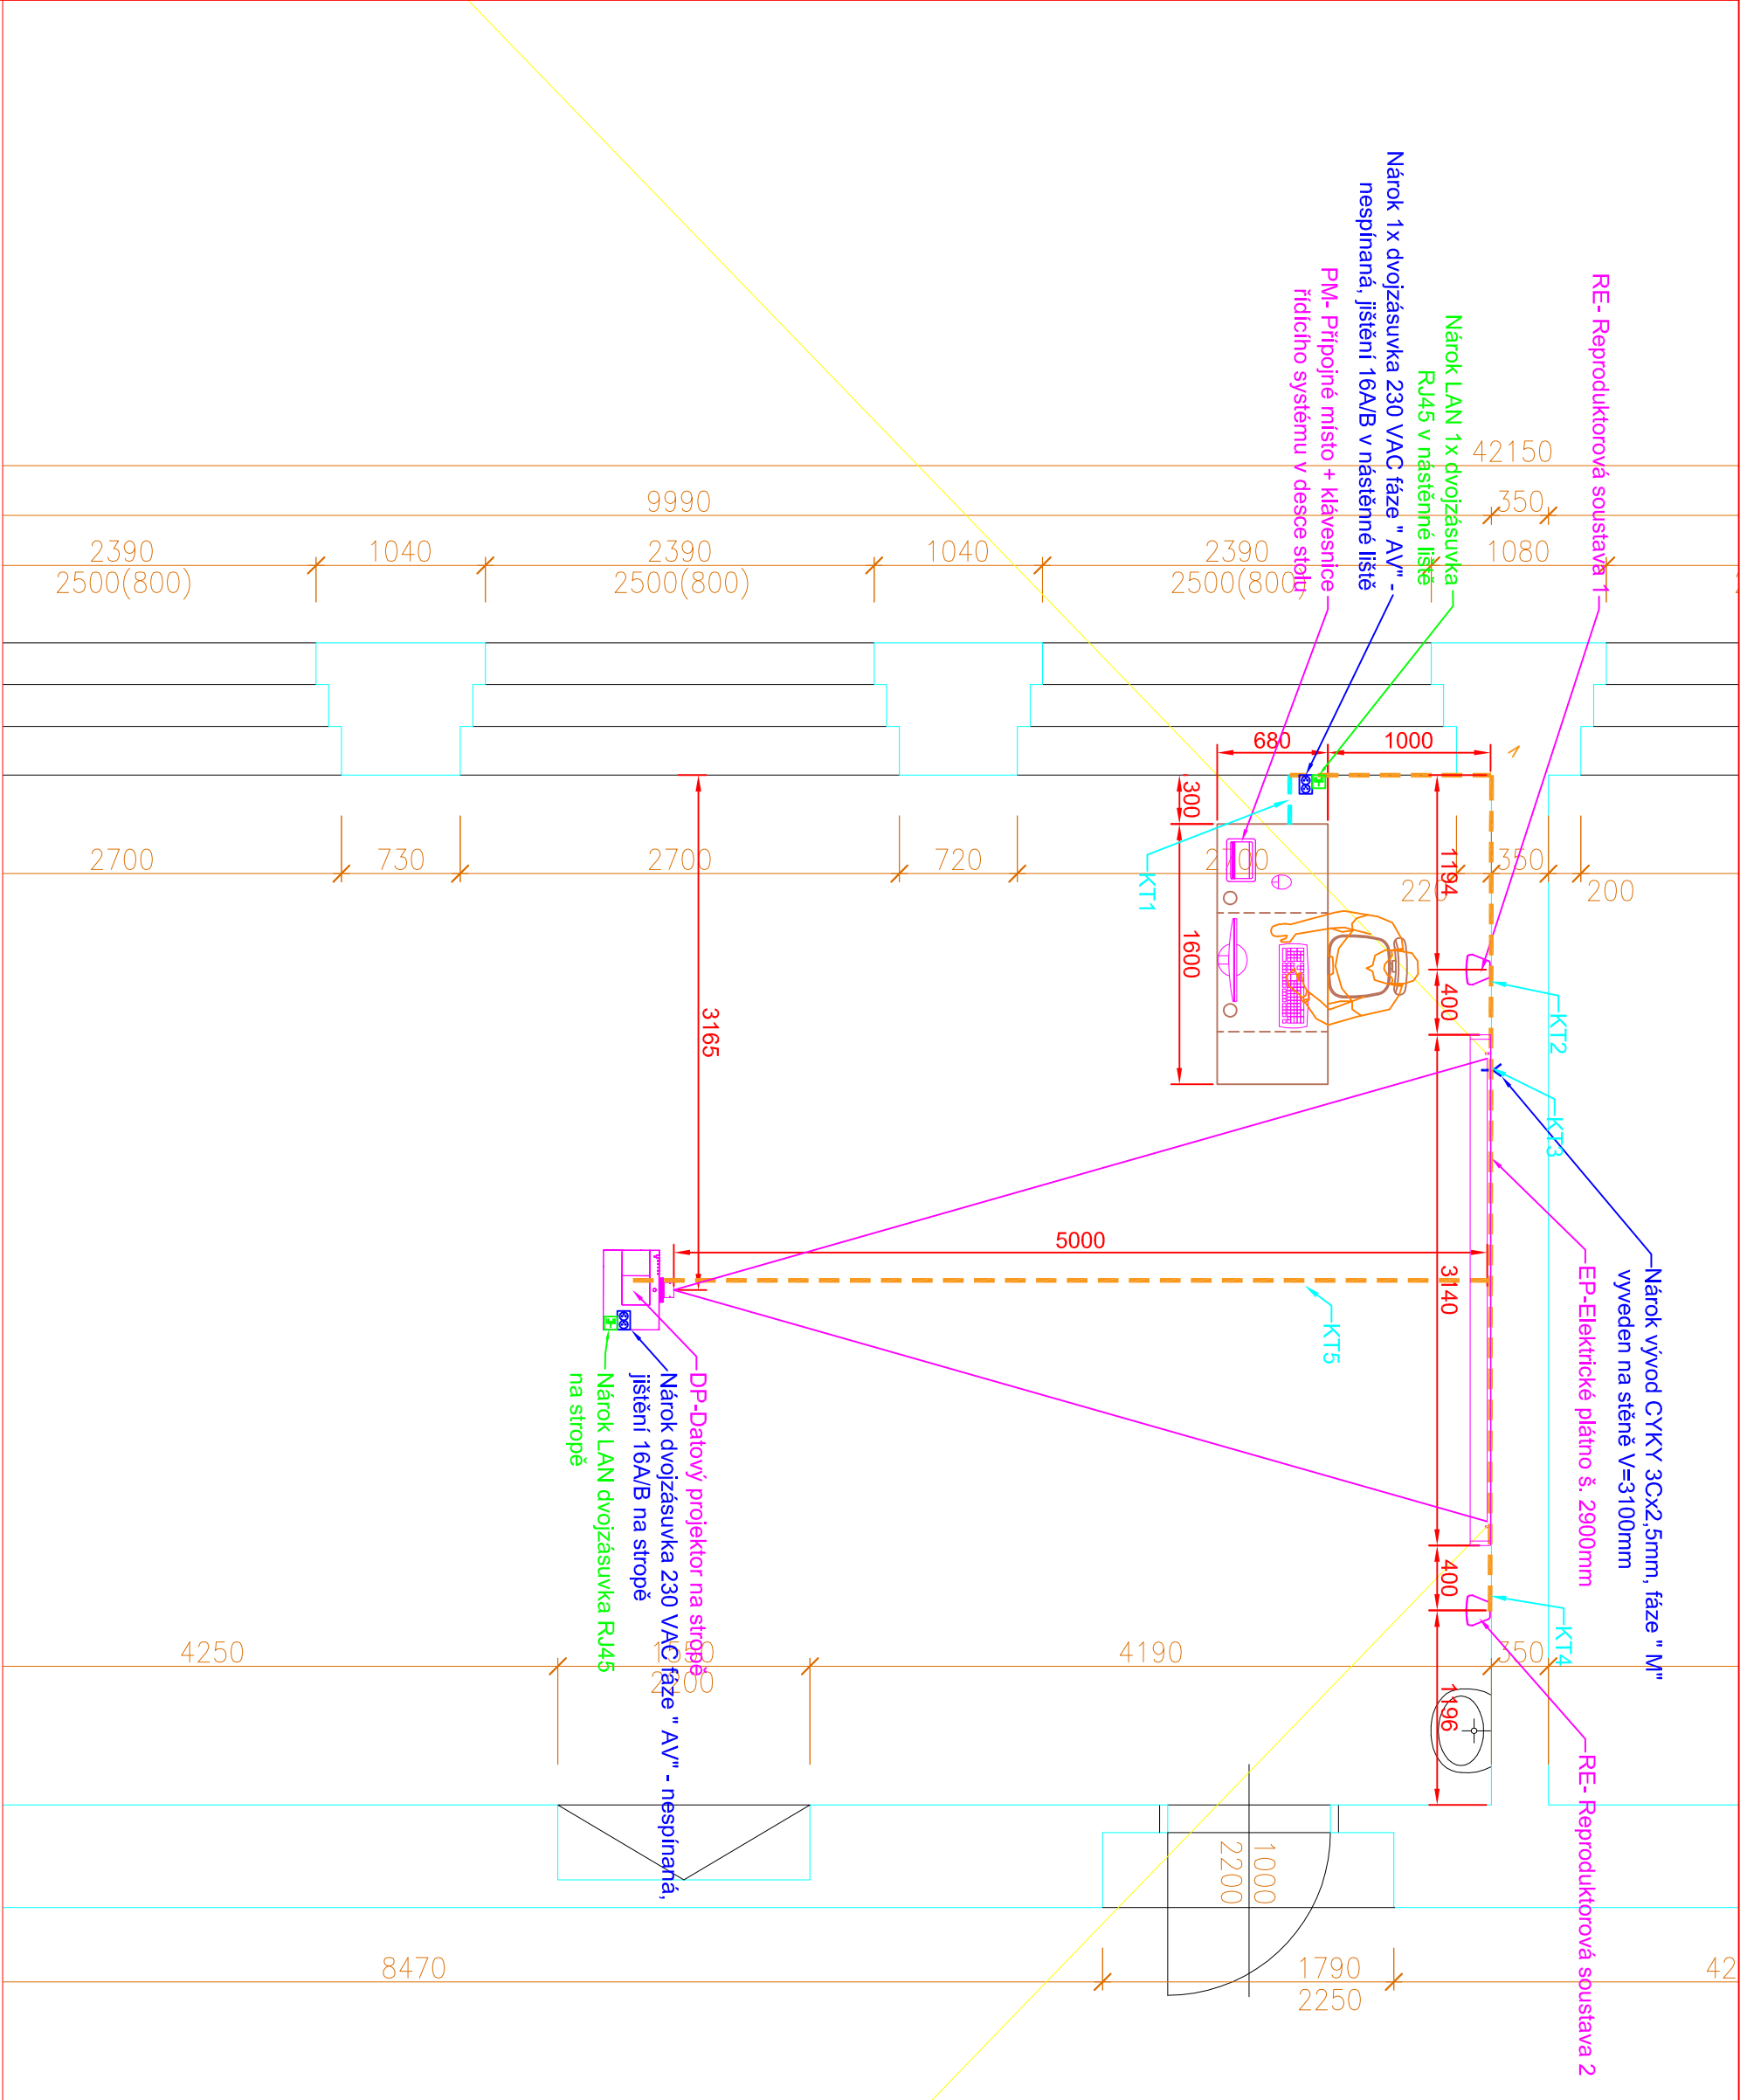 42150
9990
350
2390
2500(800)
1040
2390
2500(800)
1040
2390
2500(800)
1080
RE- Reproduktorová soustava 1
Nárok LAN 1x dvojzásuvka
RJ45 v nástěnné liště
Nárok 1x dvojzásuvka 230 VAC fáze " AV" -
nespínaná, jištění 16A/B v nástěnné liště
PM- Přípojné místo + klávesnice
řídícího systému v desce stolu
680
1000
300
1600
1194
400
3140
400
1196
3165
5000
2700
730
2700
720
2700
220
350
200
KT1
KT2
KT3
KT4
KT5
Nárok vývod CYKY 3Cx2,5mm, fáze " M"
vyveden na stěně V=3100mm
EP-Elektrické plátno š. 2900mm
RE- Reproduktorová soustava 2
DP-Datový projektor na stropě
Nárok dvojzásuvka 230 VAC fáze " AV" - nespínaná,
jištění 16A/B na stropě
Nárok LAN dvojzásuvka RJ45
na stropě
4250
2200
4190
350
1000
2200
8470
1790
2250
42